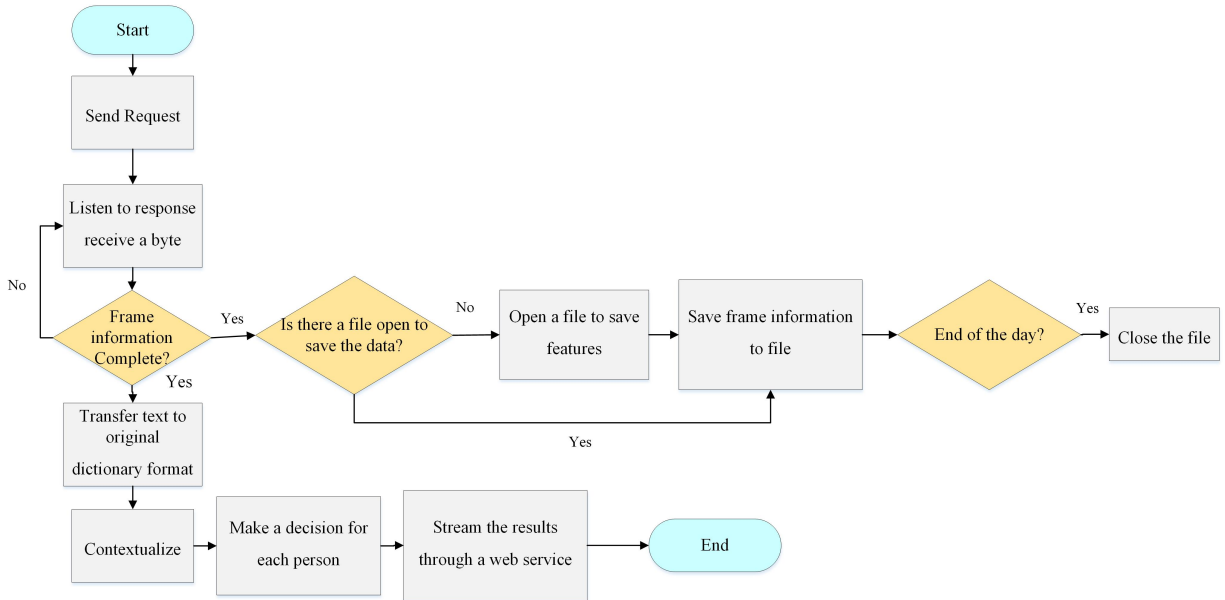 Start
Send Request
Listen to response
receive a byte
No
Frame
information
Complete?
Yes
Is there a file open to
save the data?
No
Open a file to save
features
Save frame information
to file
End of the day?
Yes
Close the file
Yes
Yes
Transfer text to
original
dictionary format
Contextualize
Make a decision for
each person
Stream the results
through a web service
End